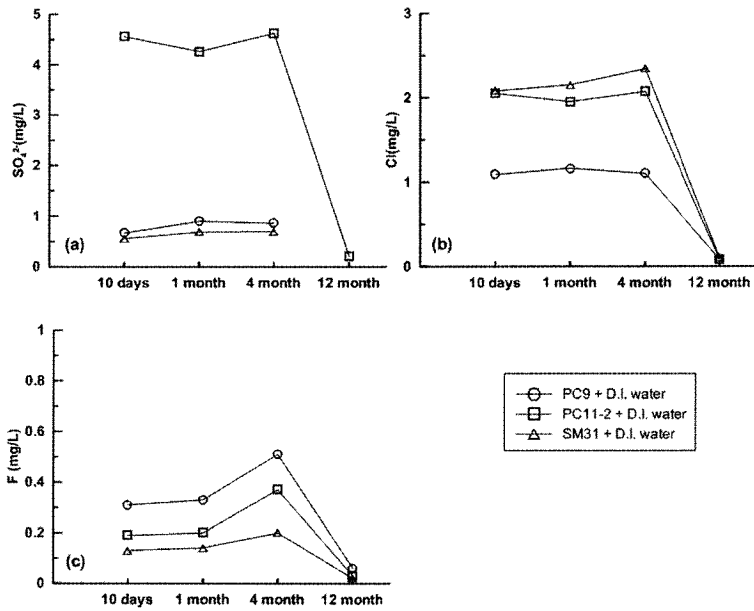 5
4
3
2
1
0
SO₄²⁻(mg/L)
(a)
10 days 1 month 4 month 12 month
3
2
1
0
Cl(mg/L)
(b)
10 days 1 month 4 month 12 month
1
0.8
0.6
0.4
0.2
0
F (mg/L)
(c)
10 days 1 month 4 month 12 month
PC9 + D.I. water
PC11-2 + D.I. water
SM31 + D.I. water